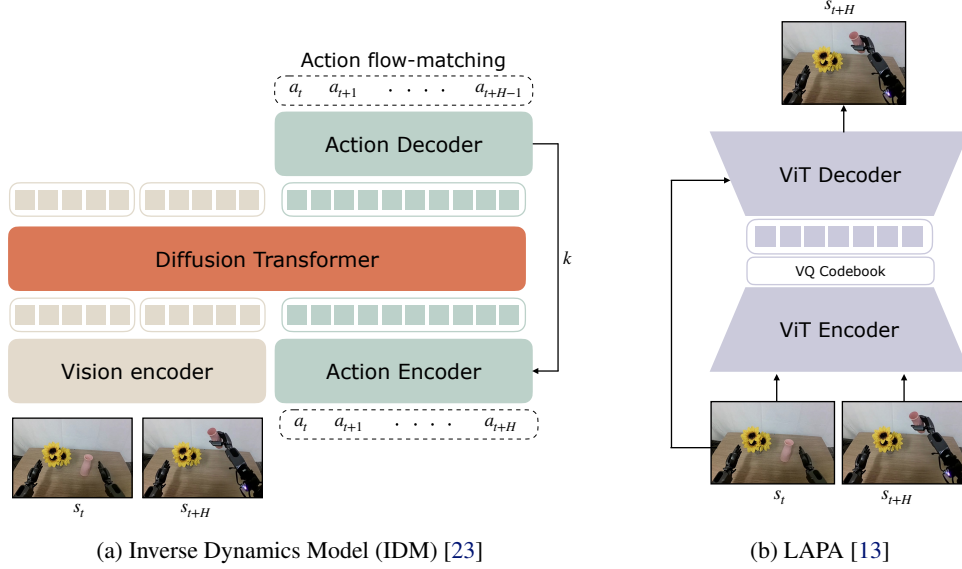 Action flow-matching
a_t a_{t+1} . . . . a_{t+H−1}
Action Decoder
Diffusion Transformer
k
Vision encoder
Action Encoder
a_t a_{t+1} . . . . a_{t+H}
s_t s_{t+H}
(a) Inverse Dynamics Model (IDM) [23]
s_{t+H}
ViT Decoder
VQ Codebook
ViT Encoder
s_t s_{t+H}
(b) LAPA [13]